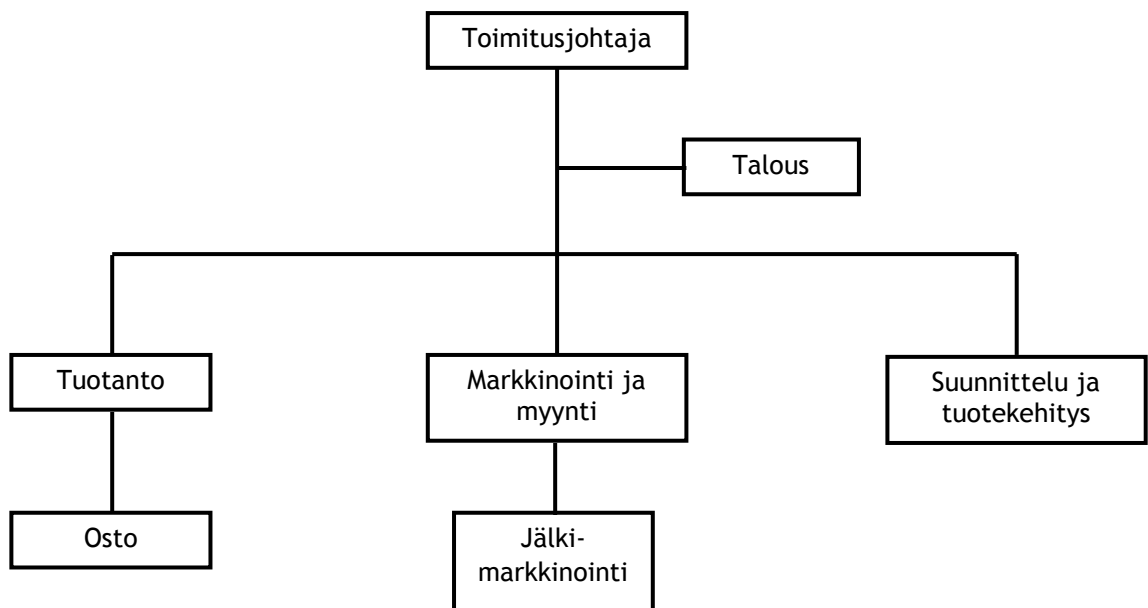 Toimitusjohtaja
Talous
Tuotanto
Markkinointi ja
myynti
Suunnittelu ja
tuotekehitys
Osto
Jälki-
markkinointi